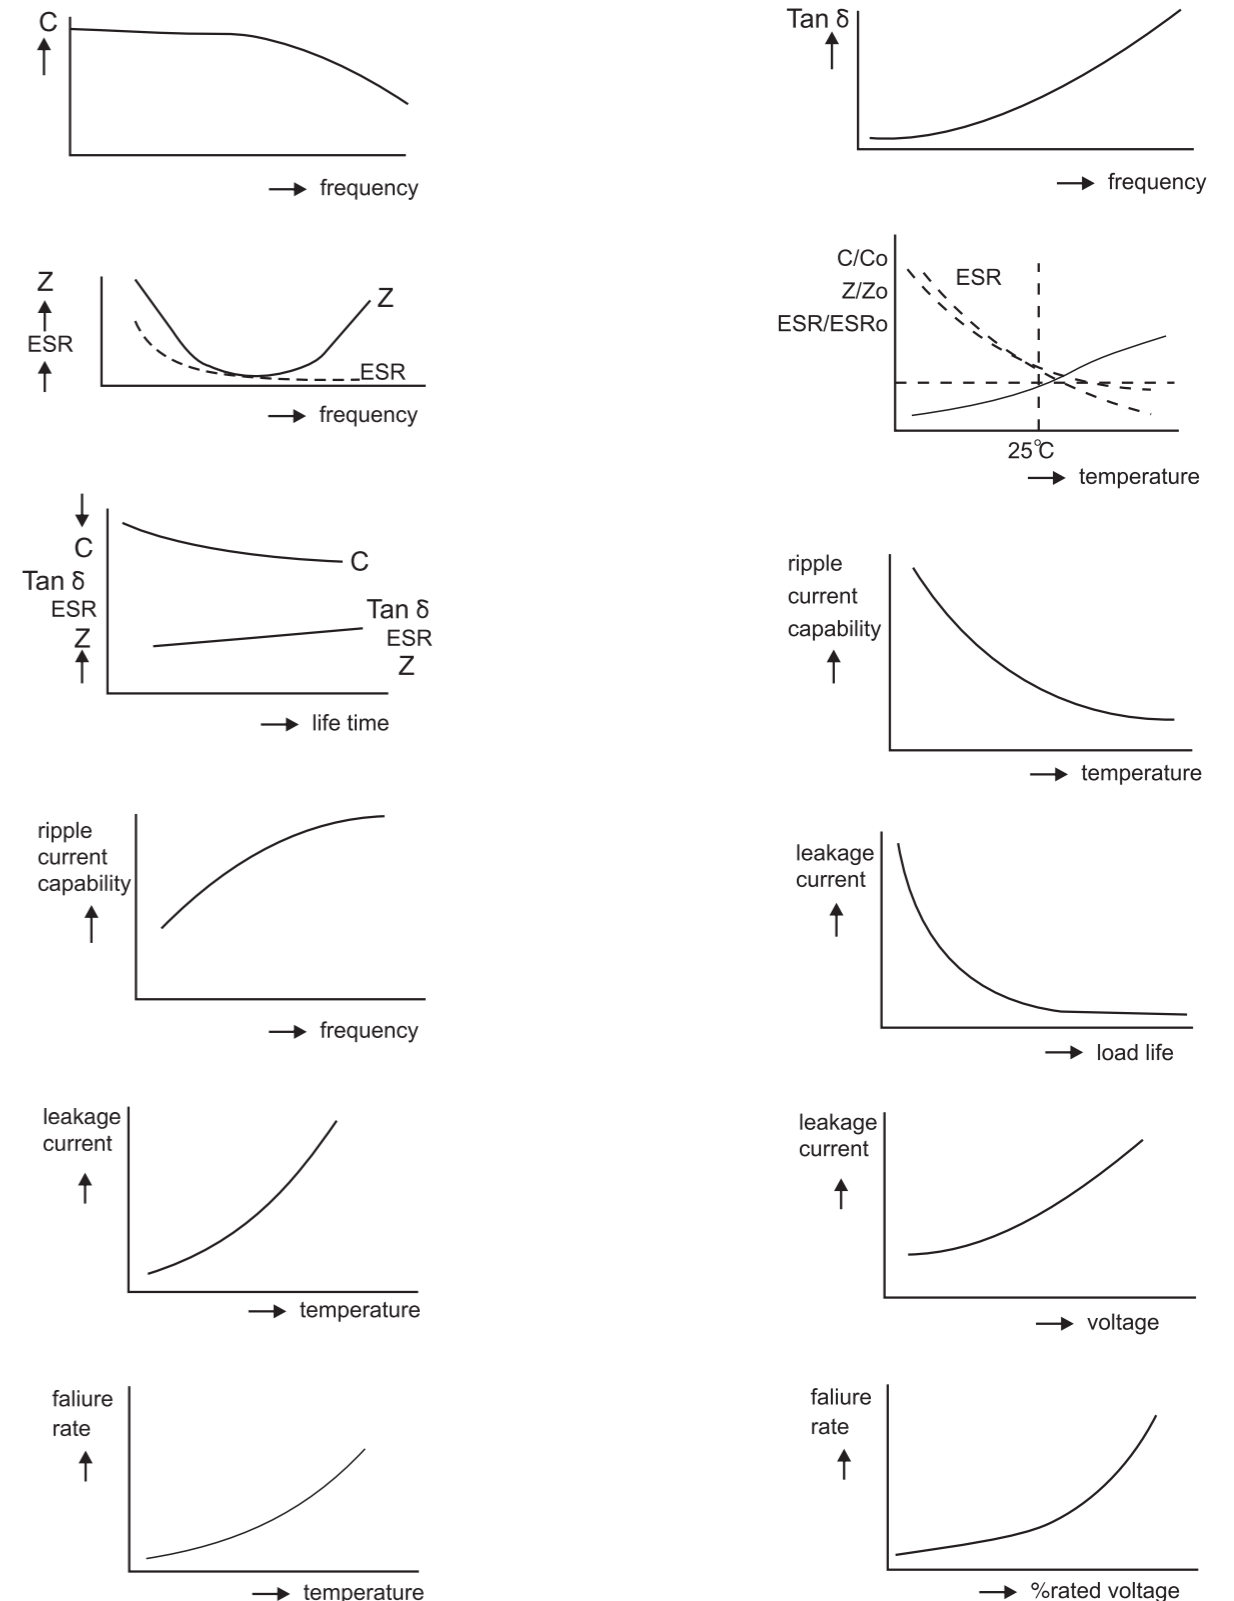 C
frequency
Tan δ
frequency
Z
ESR
Z
ESR
frequency
C/Co
Z/Zo
ESR/ESRo
ESR
25°C
temperature
C
Tan δ
ESR
Z
C
Tan δ
ESR
Z
life time
ripple
current
capability
temperature
ripple
current
capability
frequency
leakage
current
load life
leakage
current
temperature
leakage
current
voltage
faliure
rate
temperature
faliure
rate
%rated voltage